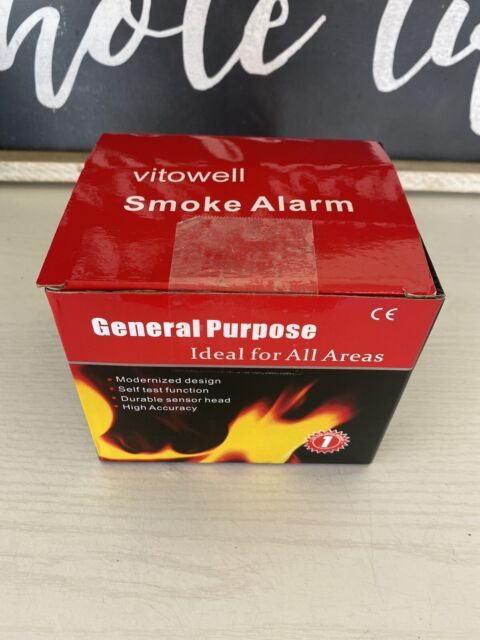 vitowell
Smoke Alarm
CE
General Purpose
Ideal for All Areas
• Modernized design
• Self test function
• Durable sensor head
• High Accuracy
1